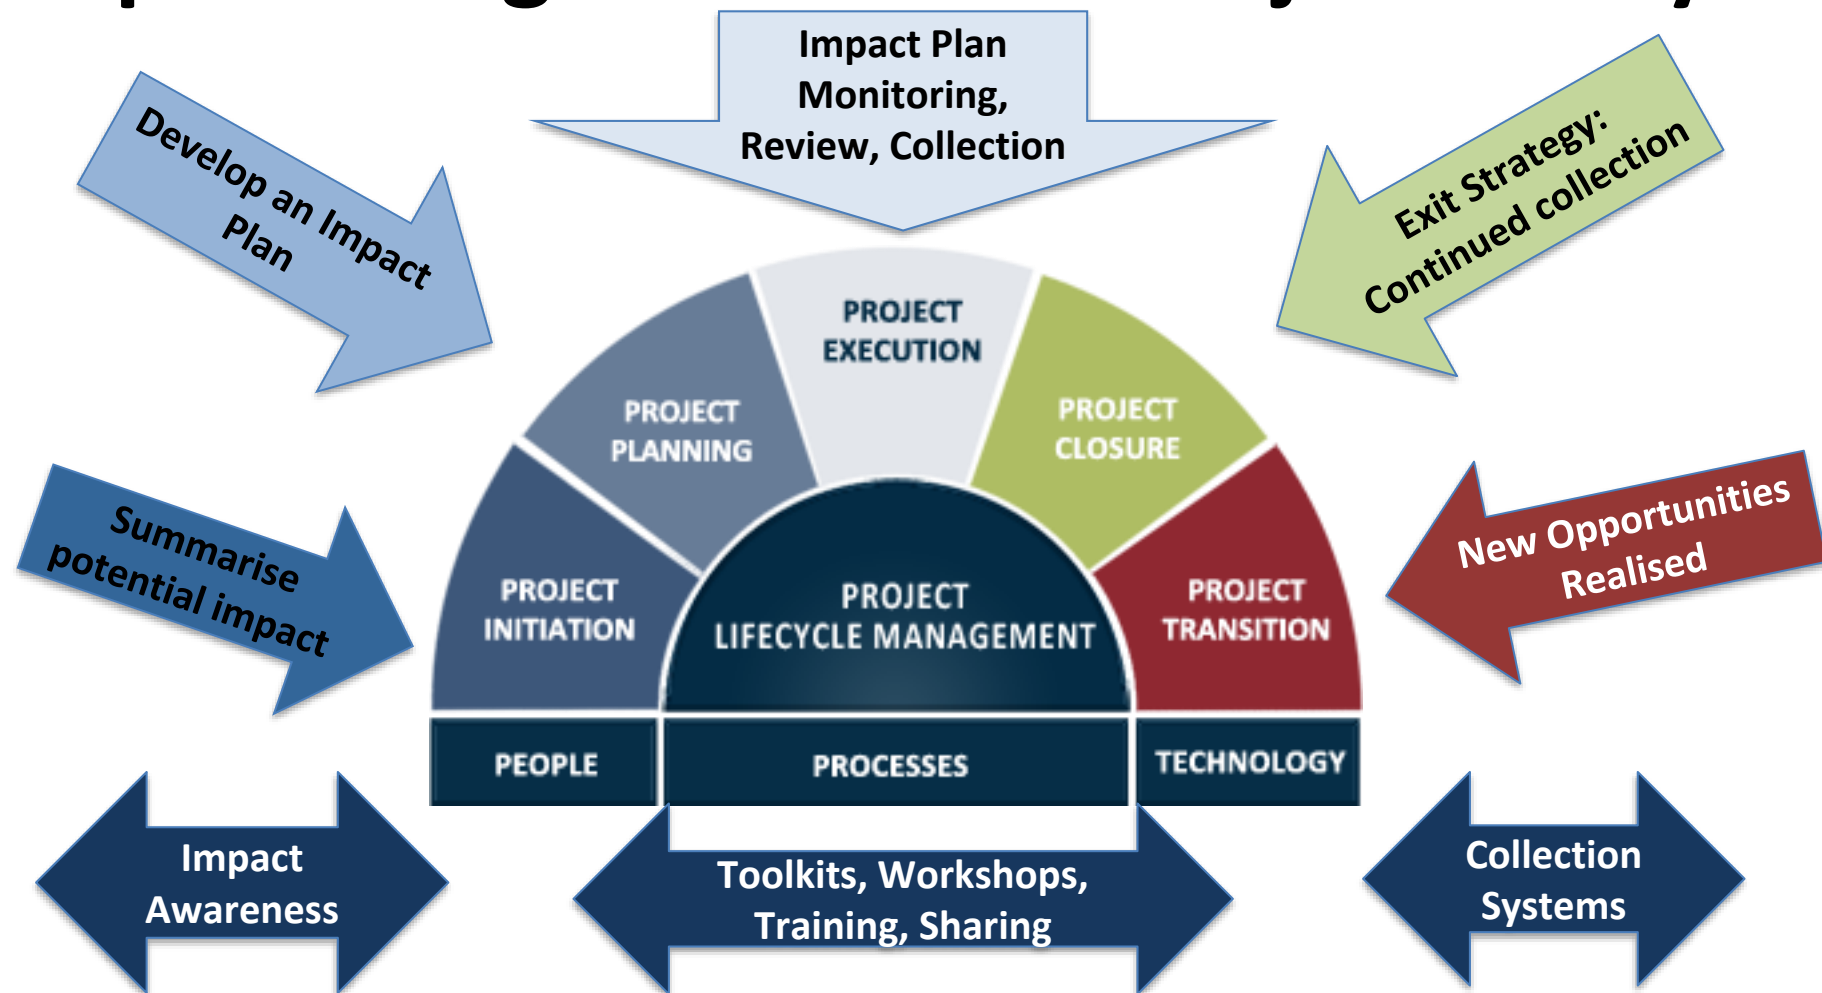 Impact Plan
Monitoring,
Review, Collection
Develop an Impact
Plan
Exit Strategy:
Continued collection
PROJECT
EXECUTION
PROJECT
PLANNING
PROJECT
CLOSURE
Summarise
potential impact
New Opportunities
Realised
PROJECT
INITIATION
PROJECT
LIFECYCLE MANAGEMENT
PROJECT
TRANSITION
PEOPLE
PROCESSES
TECHNOLOGY
Impact
Awareness
Toolkits, Workshops,
Training, Sharing
Collection
Systems